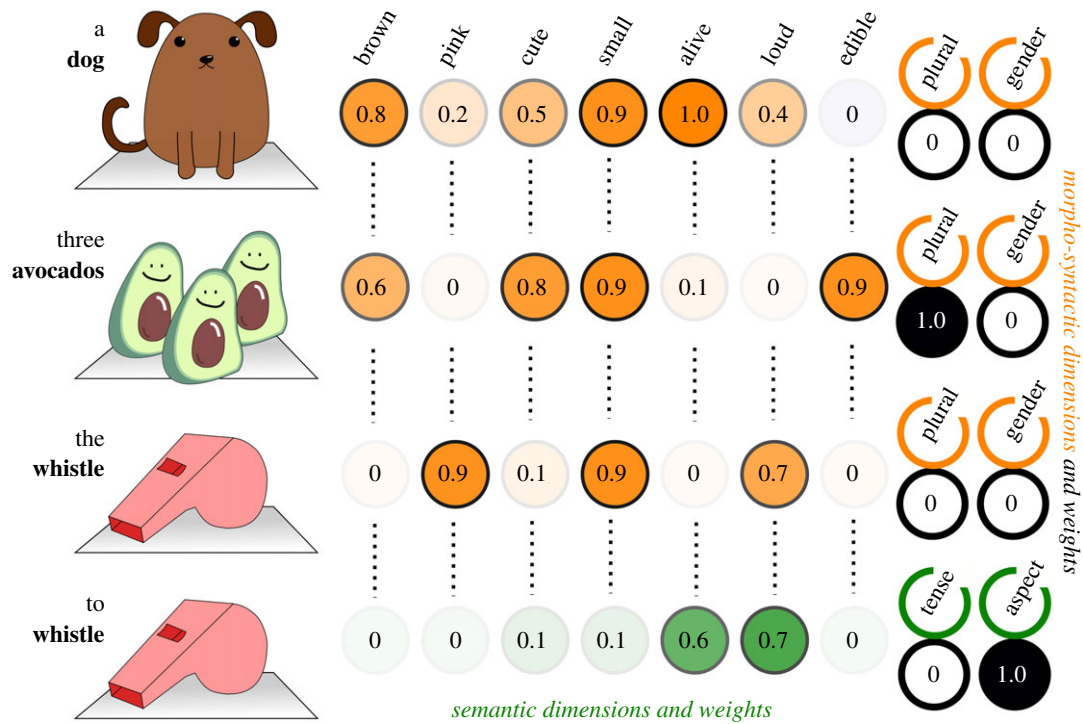 a
dog
brown
pink
cute
small
alive
loud
edible
plural
gender
0.8 0.2 0.5 0.9 1.0 0.4 0
0 0
three
avocados
plural
gender
0.6 0 0.8 0.9 0.1 0 0.9
1.0 0
the
whistle
plural
gender
0 0.9 0.1 0.9 0 0.7 0
0 0
to
whistle
tense
aspect
0 0 0.1 0.1 0.6 0.7 0
0 1.0
semantic dimensions and weights
morpho-syntactic dimensions and weights